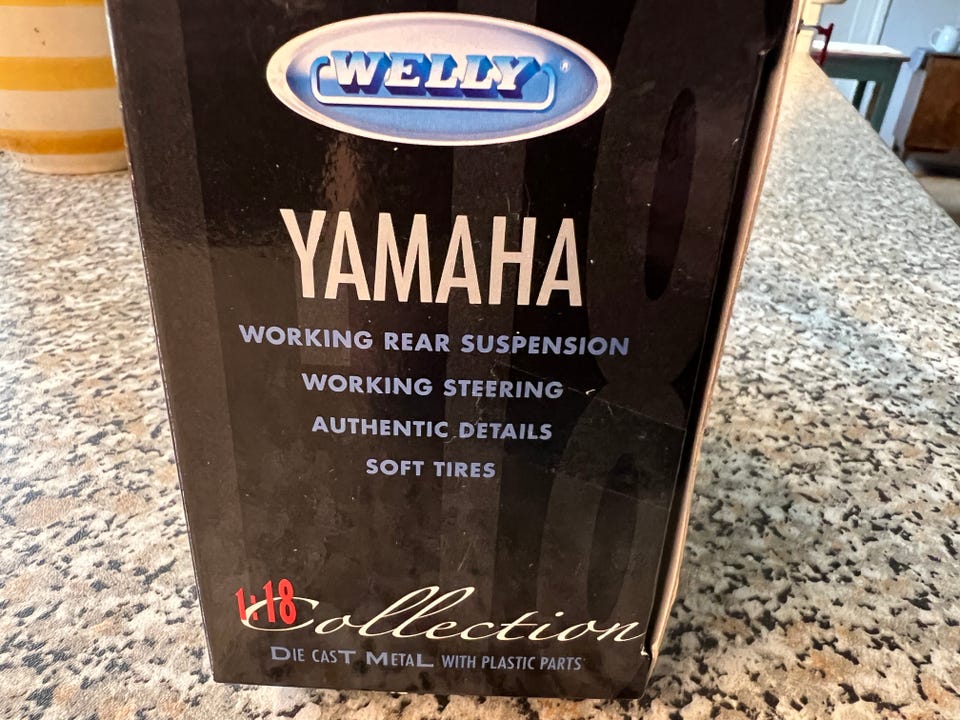 WELLY®
YAMAHA
WORKING REAR SUSPENSION
WORKING STEERING
AUTHENTIC DETAILS
SOFT TIRES
1:18 Collection
DIE CAST METAL WITH PLASTIC PARTS